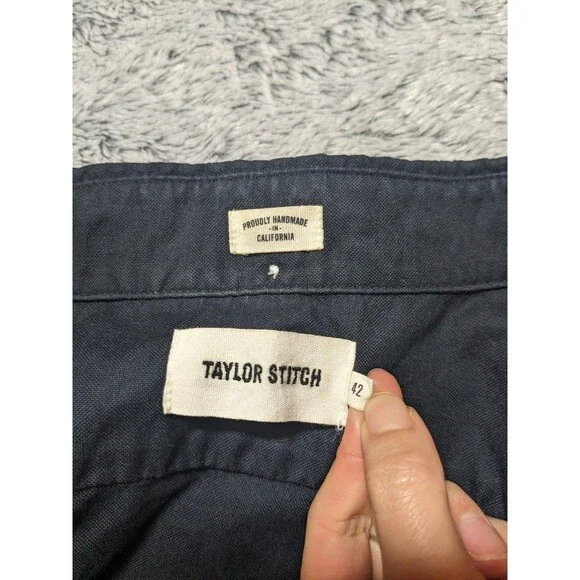 PROUDLY HANDMADE
-IN-
CALIFORNIA
TAYLOR STITCH
42